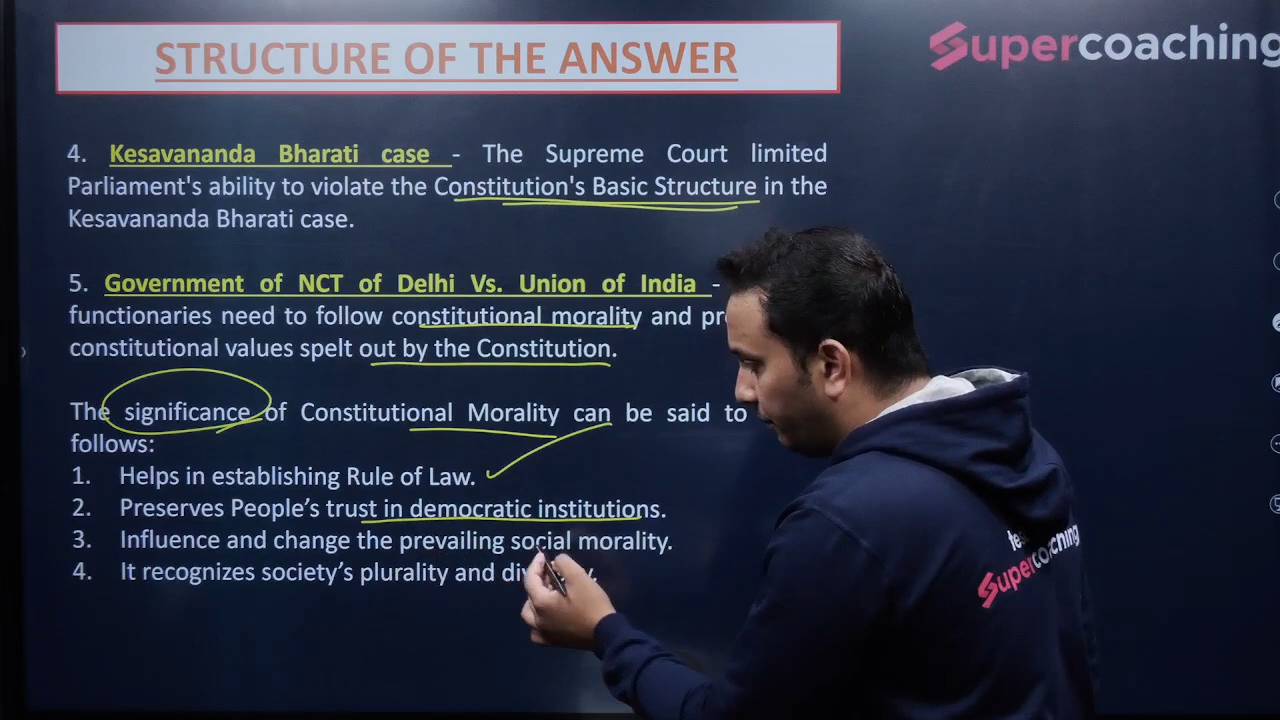 STRUCTURE OF THE ANSWER
Supercoaching
4. Kesavananda Bharati case - The Supreme Court limited
Parliament's ability to violate the Constitution's Basic Structure in the
Kesavananda Bharati case.
5. Government of NCT of Delhi Vs. Union of India -
functionaries need to follow constitutional morality and
constitutional values spelt out by the Constitution.
The significance of Constitutional Morality can be said to
follows:
1. Helps in establishing Rule of Law.
2. Preserves People’s trust in democratic institutions.
3. Influence and change the prevailing social morality.
4. It recognizes society’s plurality and
Supercoaching